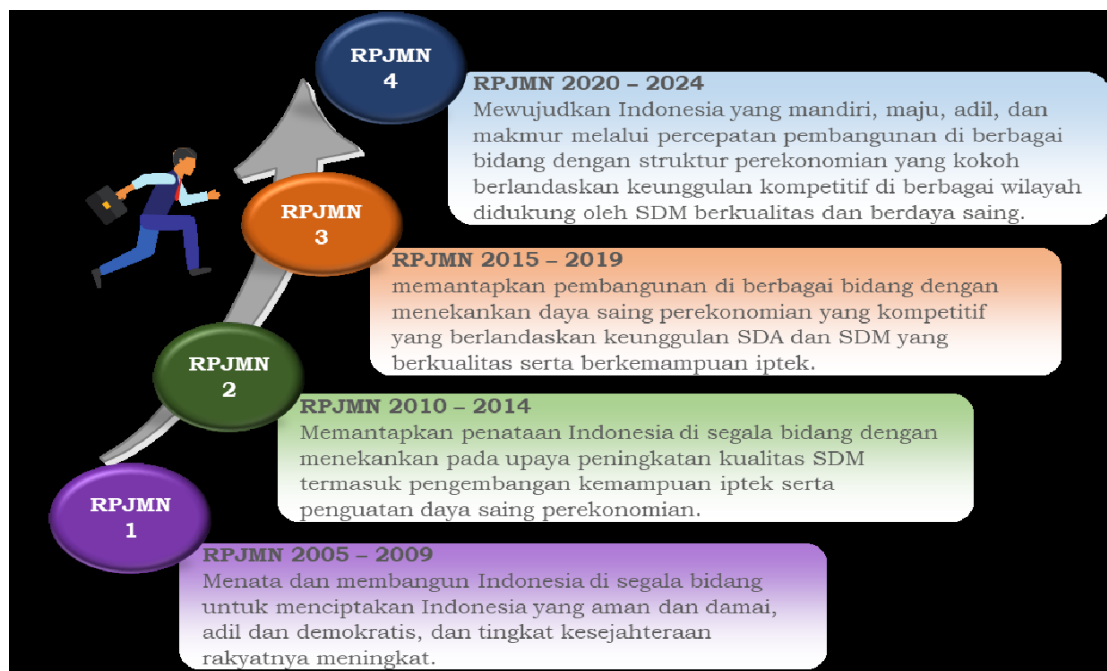 RPJMN
4
RPJMN 2020 – 2024
Mewujudkan Indonesia yang mandiri, maju, adil, dan
makmur melalui percepatan pembangunan di berbagai
bidang dengan struktur perekonomian yang kokoh
berlandaskan keunggulan kompetitif di berbagai wilayah
didukung oleh SDM berkualitas dan berdaya saing.
RPJMN
3
RPJMN 2015 – 2019
memantapkan pembangunan di berbagai bidang dengan
menekankan daya saing perekonomian yang kompetitif
yang berlandaskan keunggulan SDA dan SDM yang
berkualitas serta berkemampuan iptek.
RPJMN
2
RPJMN 2010 – 2014
Memantapkan penataan Indonesia di segala bidang dengan
menekankan pada upaya peningkatan kualitas SDM
termasuk pengembangan kemampuan iptek serta
penguatan daya saing perekonomian.
RPJMN
1
RPJMN 2005 – 2009
Menata dan membangun Indonesia di segala bidang
untuk menciptakan Indonesia yang aman dan damai,
adil dan demokratis, dan tingkat kesejahteraan
rakyatnya meningkat.